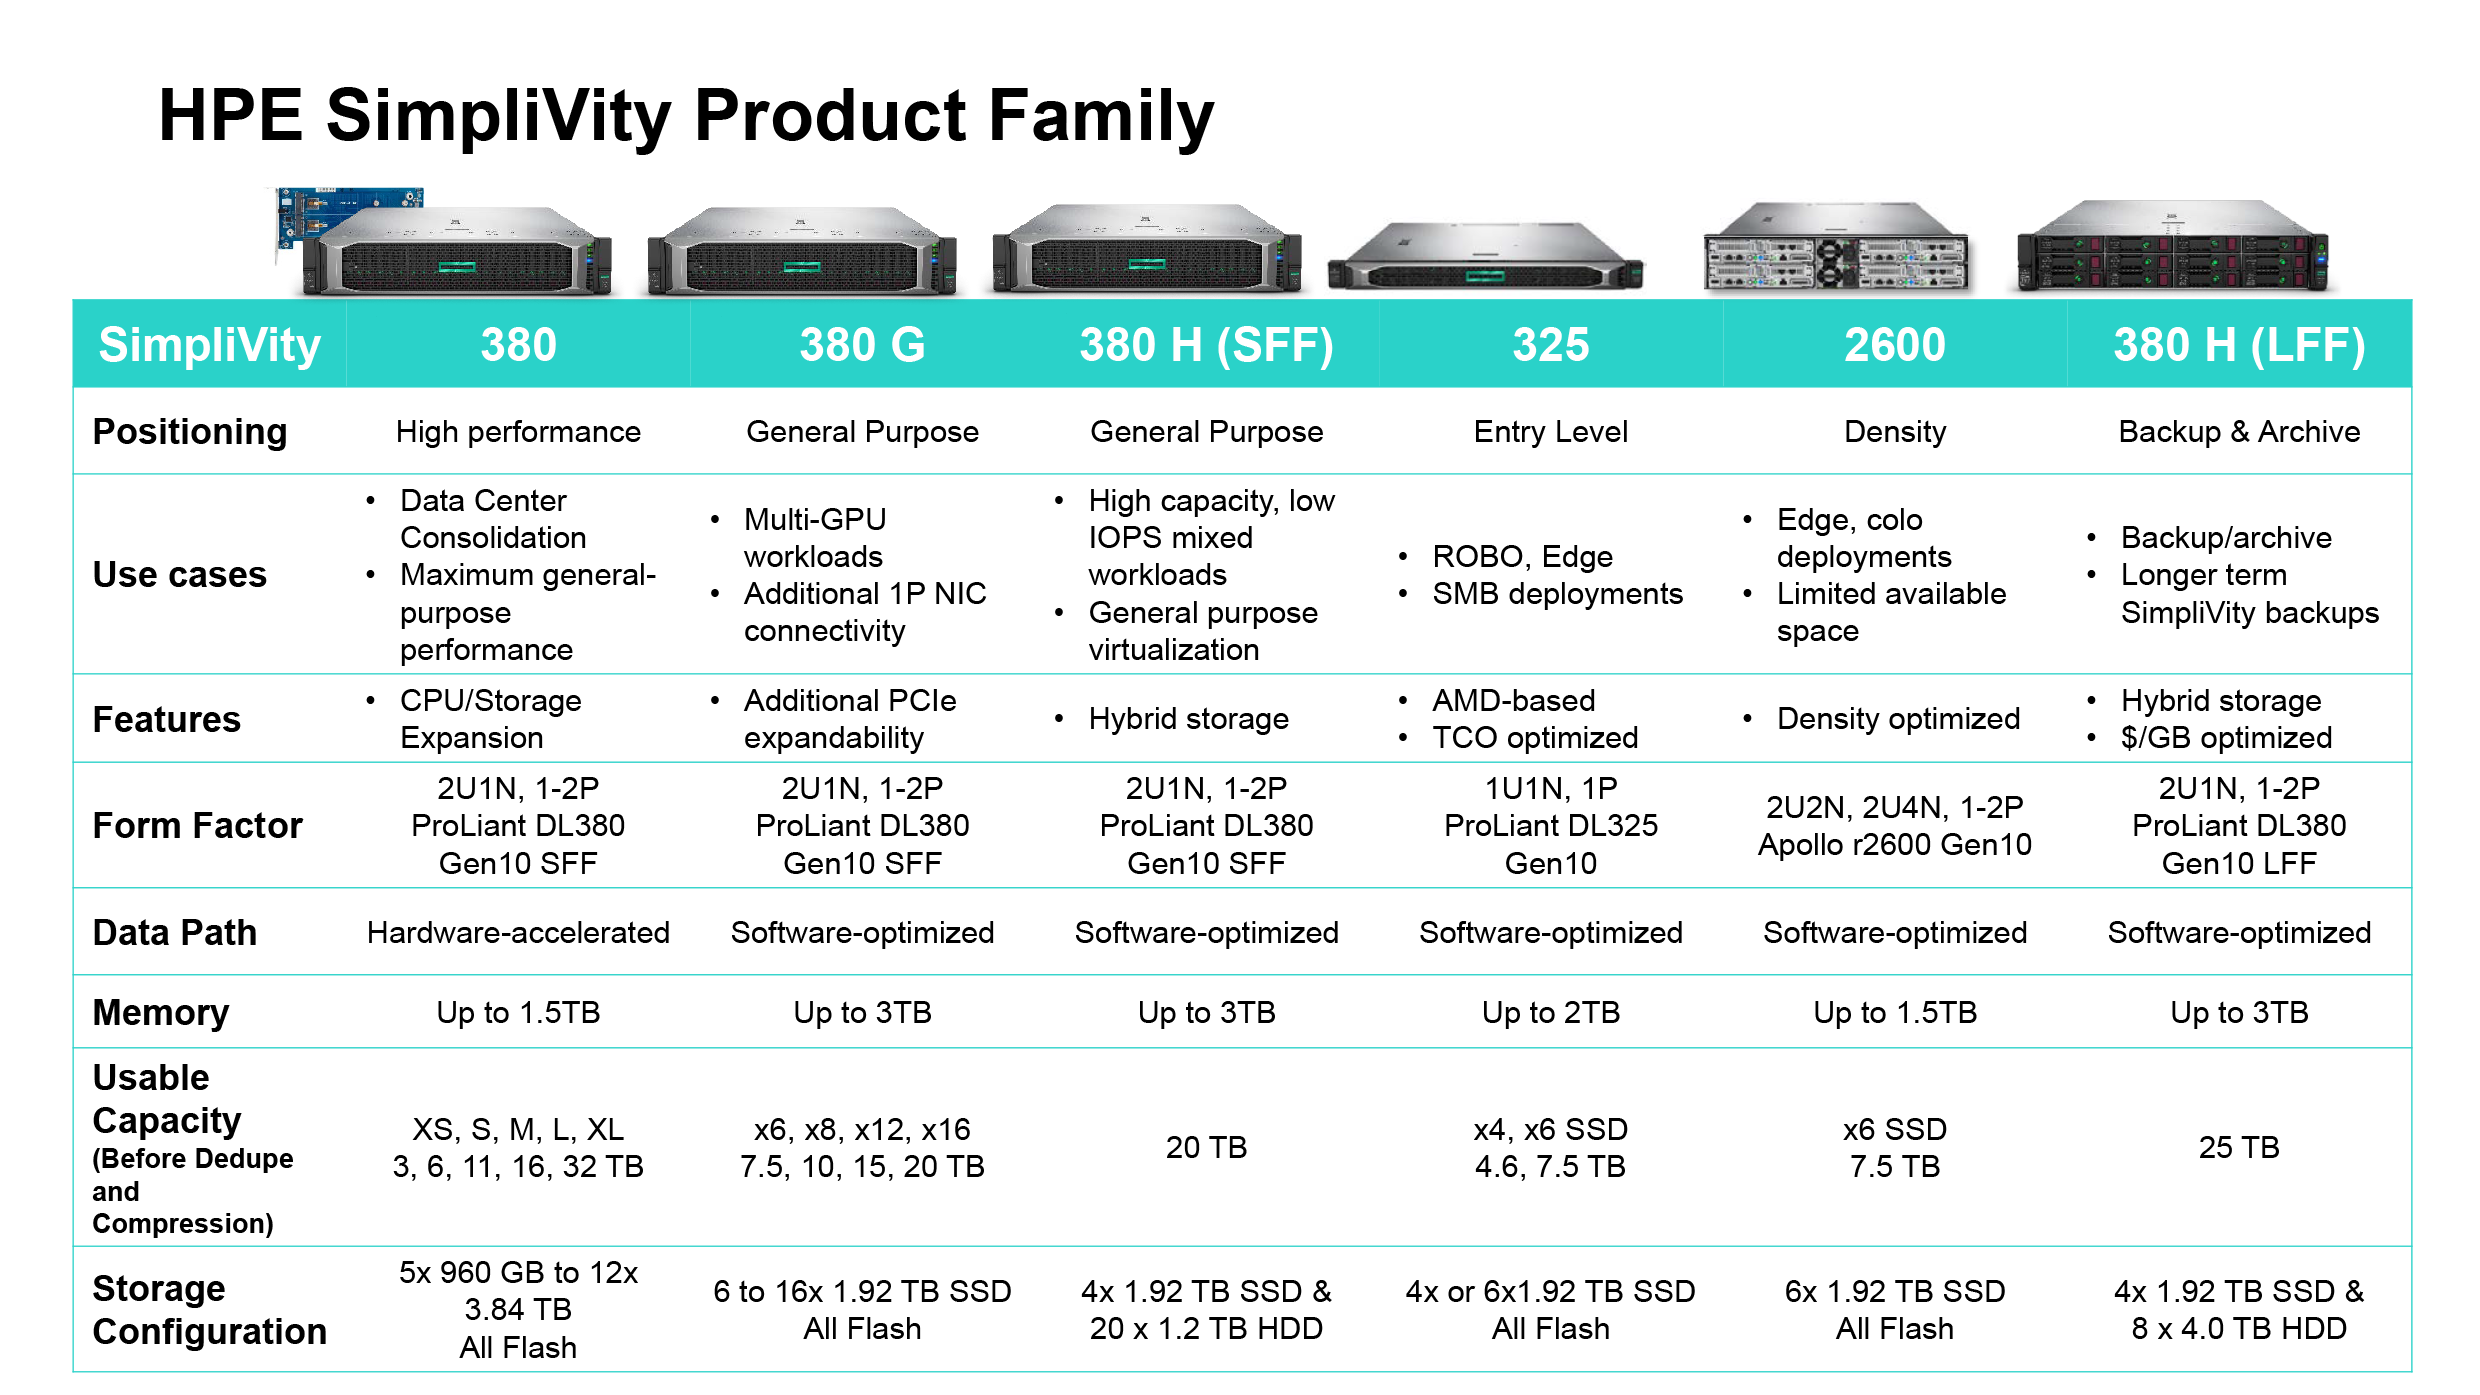 HPE SimpliVity Product Family
SimpliVity 380 380 G 380 H (SFF) 325 2600 380 H (LFF)
Positioning High performance General Purpose General Purpose Entry Level Density Backup & Archive
Use cases
• Data Center
Consolidation
• Maximum general-
purpose
performance
• Multi-GPU
workloads
• Additional 1P NIC
connectivity
• High capacity, low
IOPS mixed
workloads
• General purpose
virtualization
• ROBO, Edge
• SMB deployments
• Edge, colo
deployments
• Limited available
space
• Backup/archive
• Longer term
SimpliVity backups
Features
• CPU/Storage
Expansion
• Additional PCIe
expandability
• Hybrid storage
• AMD-based
• TCO optimized
• Density optimized
• Hybrid storage
• $/GB optimized
Form Factor
2U1N, 1-2P
ProLiant DL380
Gen10 SFF
2U1N, 1-2P
ProLiant DL380
Gen10 SFF
2U1N, 1-2P
ProLiant DL380
Gen10 SFF
1U1N, 1P
ProLiant DL325
Gen10
2U2N, 2U4N, 1-2P
Apollo r2600 Gen10
2U1N, 1-2P
ProLiant DL380
Gen10 LFF
Data Path Hardware-accelerated Software-optimized Software-optimized Software-optimized Software-optimized Software-optimized
Memory Up to 1.5TB Up to 3TB Up to 3TB Up to 2TB Up to 1.5TB Up to 3TB
Usable
Capacity
(Before Dedupe
and
Compression)
XS, S, M, L, XL
3, 6, 11, 16, 32 TB
x6, x8, x12, x16
7.5, 10, 15, 20 TB
20 TB
x4, x6 SSD
4.6, 7.5 TB
x6 SSD
7.5 TB
25 TB
Storage
Configuration
5x 960 GB to 12x
3.84 TB
All Flash
6 to 16x 1.92 TB SSD
All Flash
4x 1.92 TB SSD &
20 x 1.2 TB HDD
4x or 6x1.92 TB SSD
All Flash
6x 1.92 TB SSD
All Flash
4x 1.92 TB SSD &
8 x 4.0 TB HDD